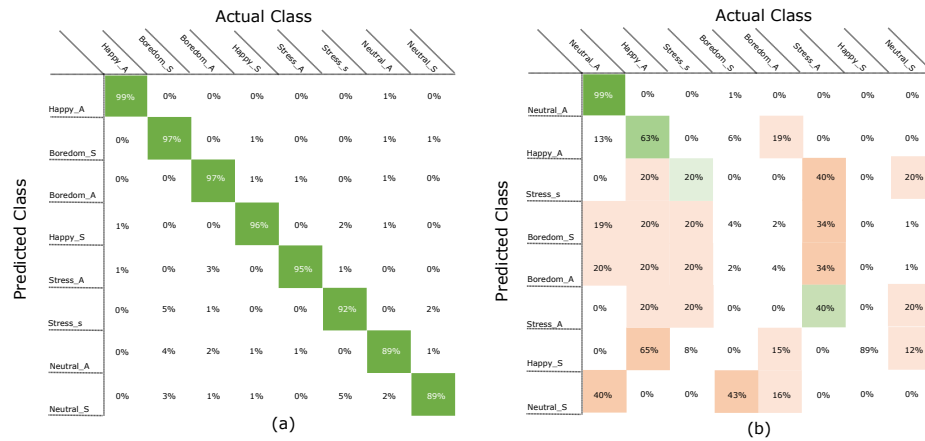 Actual Class
Happy_A Boredom_S Boredom_A Happy_S Stress_A Stress_s Neutral_A Neutral_S
Predicted Class
Happy_A 99% 0% 0% 0% 0% 0% 1% 0%
Boredom_S 0% 97% 0% 1% 0% 0% 1% 1%
Boredom_A 0% 0% 97% 1% 1% 0% 1% 0%
Happy_S 1% 0% 0% 96% 0% 2% 1% 0%
Stress_A 1% 0% 3% 0% 95% 1% 0% 0%
Stress_s 0% 5% 1% 0% 0% 92% 0% 2%
Neutral_A 0% 4% 2% 1% 1% 0% 89% 1%
Neutral_S 0% 3% 1% 1% 0% 5% 2% 89%
(a)
Actual Class
Neutral_A Happy_A Stress_s Boredom_S Boredom_A Stress_A Happy_S Neutral_S
Predicted Class
Neutral_A 99% 0% 0% 1% 0% 0% 0% 0%
Happy_A 13% 63% 0% 6% 19% 0% 0% 0%
Stress_s 0% 20% 20% 0% 0% 40% 0% 20%
Boredom_S 19% 20% 20% 4% 2% 34% 0% 1%
Boredom_A 20% 20% 20% 2% 4% 34% 0% 1%
Stress_A 0% 20% 20% 0% 0% 40% 0% 20%
Happy_S 0% 65% 8% 0% 15% 0% 89% 12%
Neutral_S 40% 0% 0% 43% 16% 0% 0% 0%
(b)